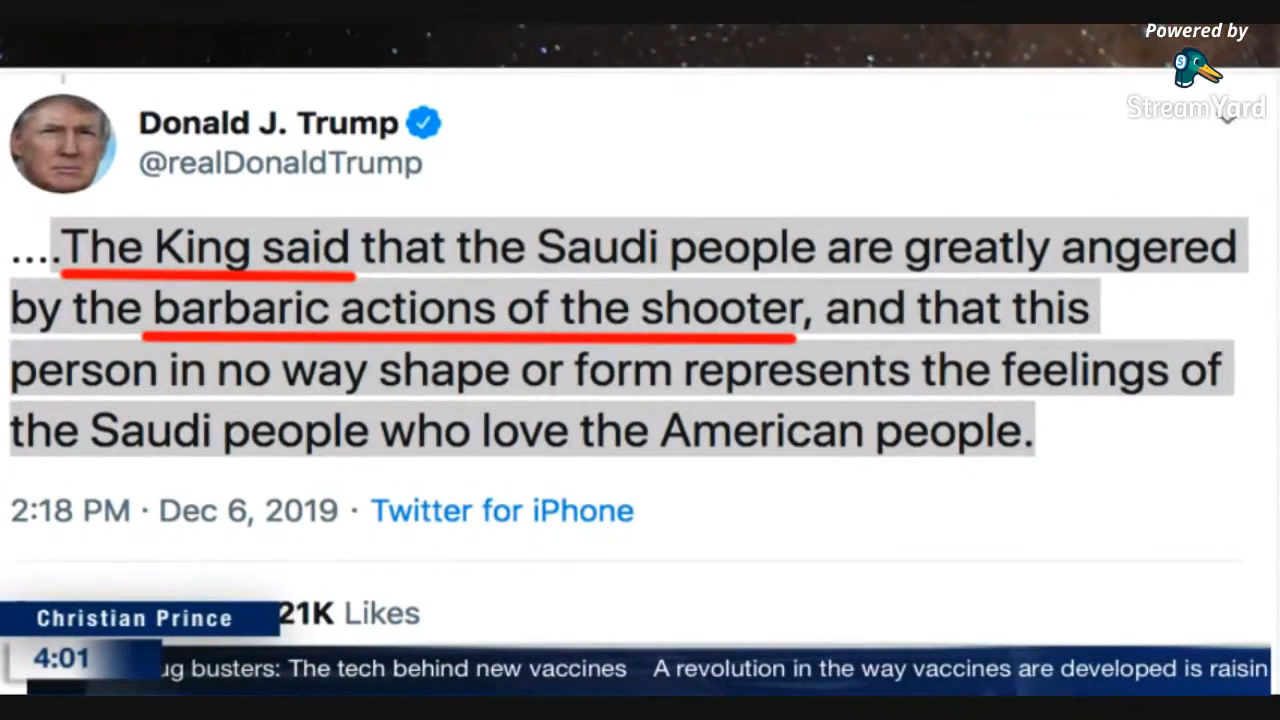 Powered by
StreamYard
Donald J. Trump
@realDonaldTrump
....The King said that the Saudi people are greatly angered
by the barbaric actions of the shooter, and that this
person in no way shape or form represents the feelings of
the Saudi people who love the American people.
2:18 PM · Dec 6, 2019 · Twitter for iPhone
21K Likes
Christian Prince
4:01
ug busters: The tech behind new vaccines A revolution in the way vaccines are developed is raisin